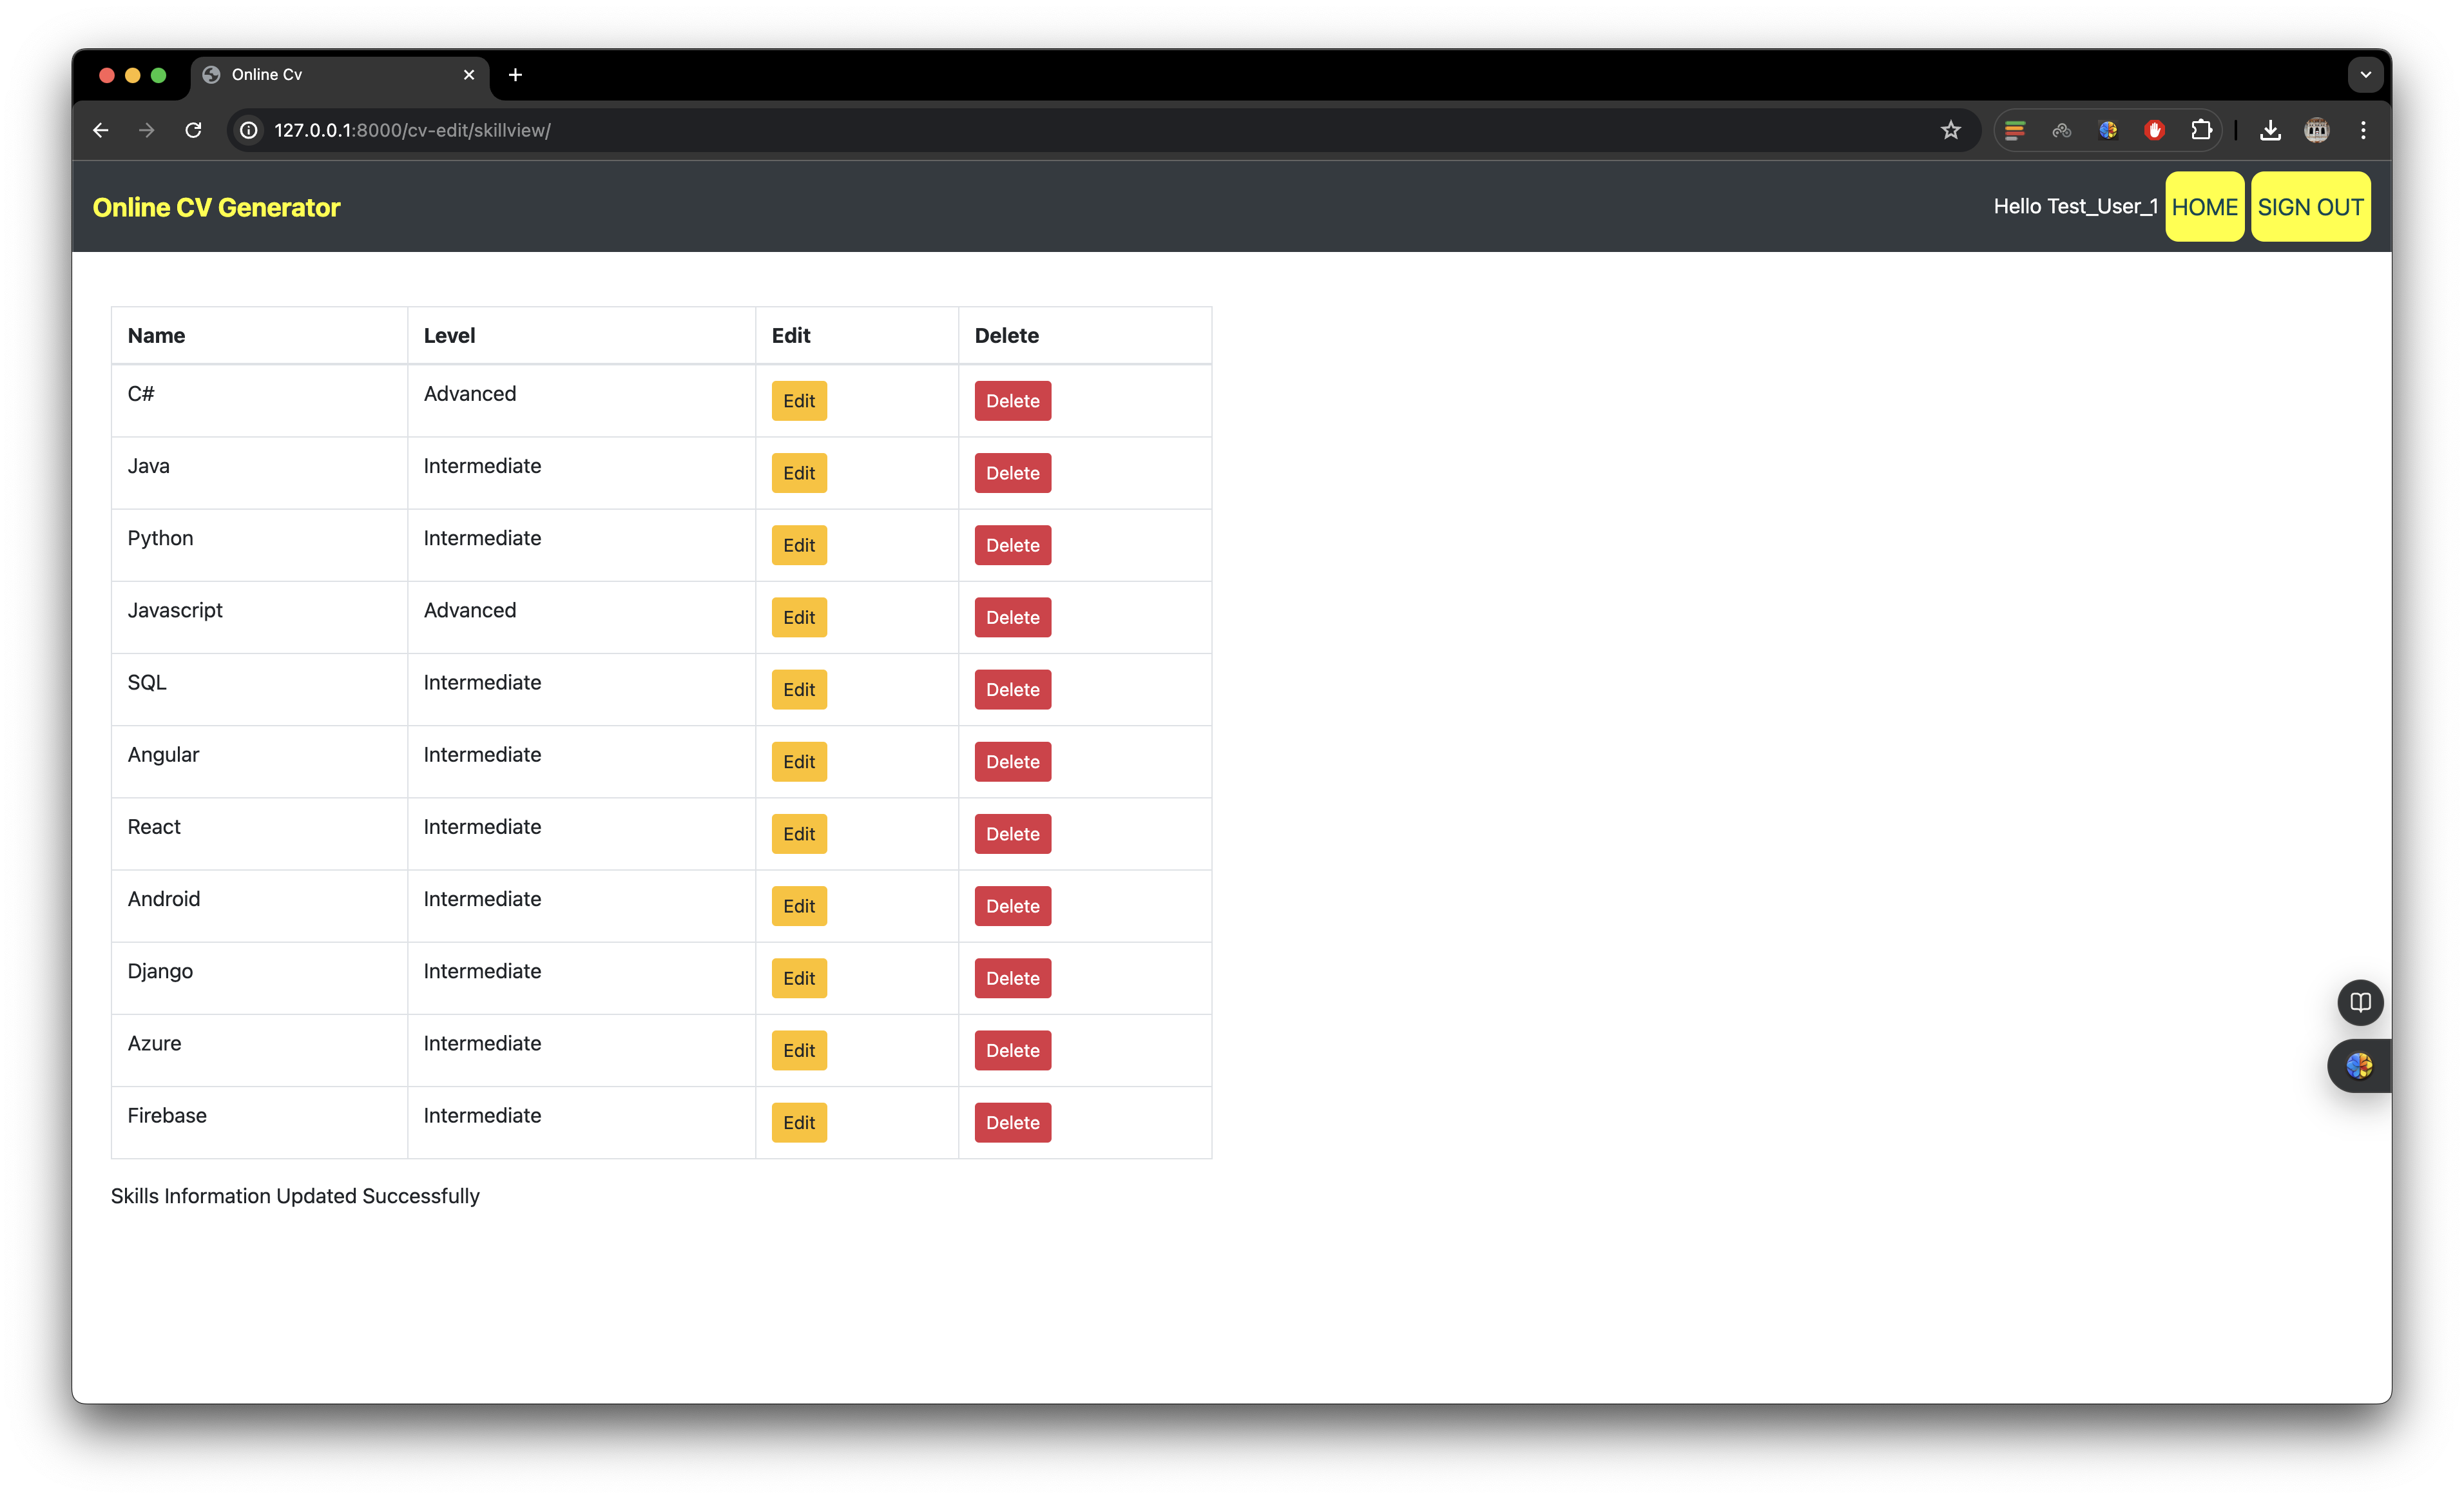 Online Cv
127.0.0.1:8000/cv-edit/skillview/
Online CV Generator
Hello Test_User_1 HOME SIGN OUT
Name Level Edit Delete
C# Advanced Edit Delete
Java Intermediate Edit Delete
Python Intermediate Edit Delete
Javascript Advanced Edit Delete
SQL Intermediate Edit Delete
Angular Intermediate Edit Delete
React Intermediate Edit Delete
Android Intermediate Edit Delete
Django Intermediate Edit Delete
Azure Intermediate Edit Delete
Firebase Intermediate Edit Delete
Skills Information Updated Successfully